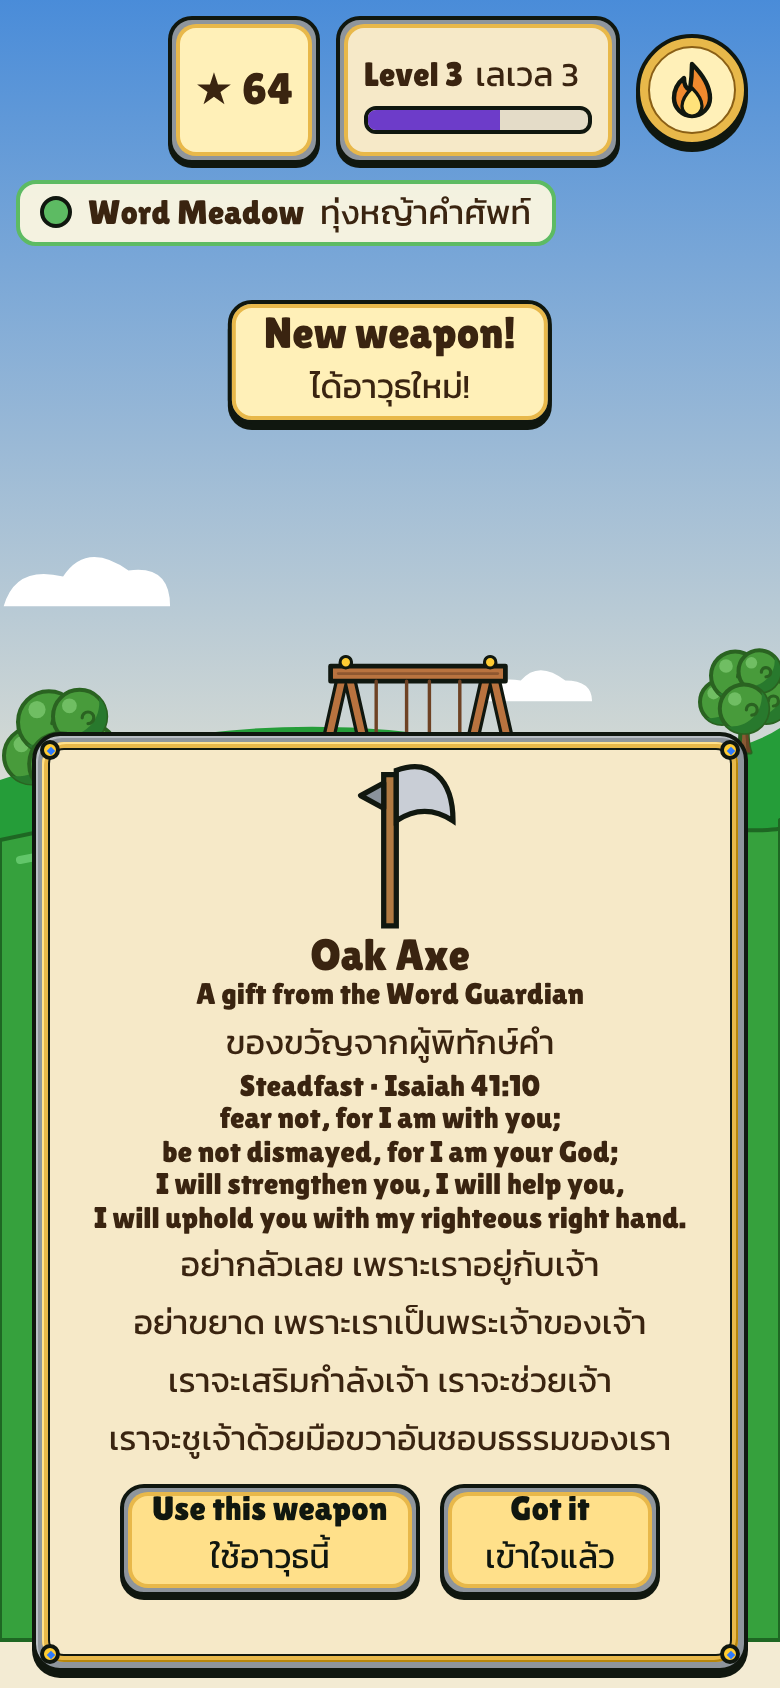 ★ 64
Level 3 เลเวล 3
Word Meadow ทุ่งหญ้าคำศัพท์
New weapon!
ได้อาวุธใหม่!
Oak Axe
A gift from the Word Guardian
ของขวัญจากผู้พิทักษ์คำ
Steadfast · Isaiah 41:10
fear not, for I am with you;
be not dismayed, for I am your God;
I will strengthen you, I will help you,
I will uphold you with my righteous right hand.
อย่ากลัวเลย เพราะเราอยู่กับเจ้า
อย่าขยาด เพราะเราเป็นพระเจ้าของเจ้า
เราจะเสริมกำลังเจ้า เราจะช่วยเจ้า
เราจะชูเจ้าด้วยมือขวาอันชอบธรรมของเรา
Use this weapon
ใช้อาวุธนี้
Got it
เข้าใจแล้ว